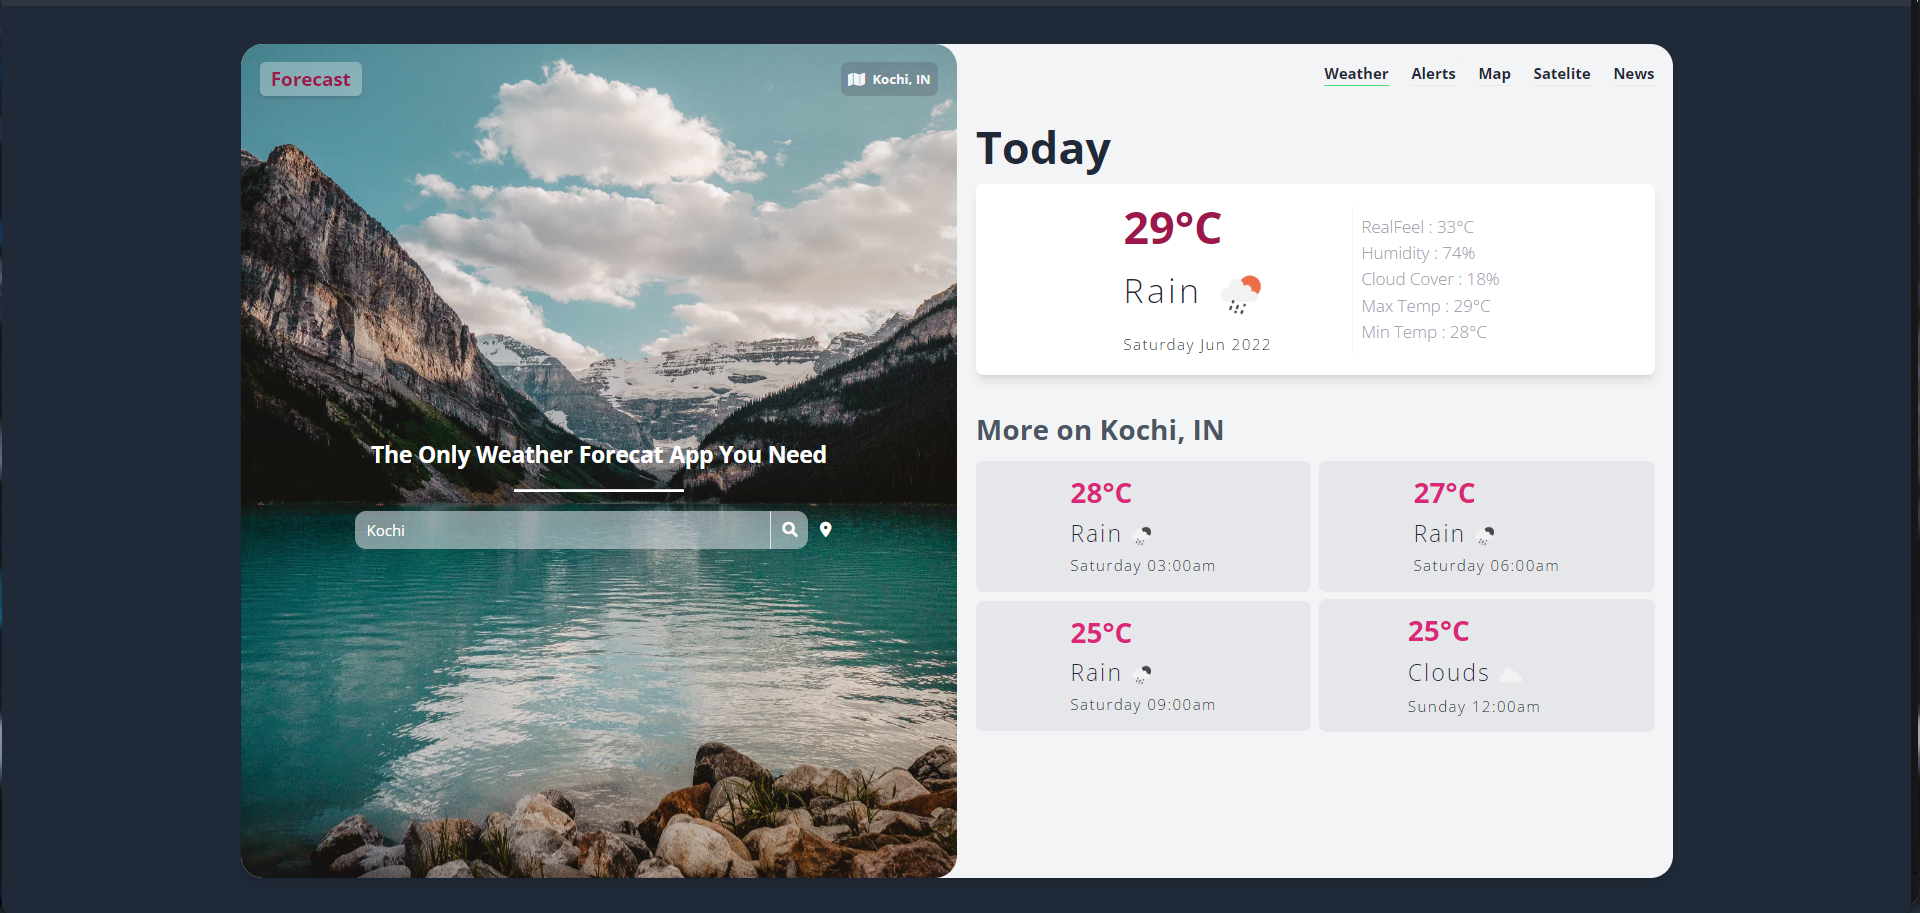 Forecast
Kochi, IN
The Only Weather Forecat App You Need
Kochi
Weather Alerts Map Satelite News
Today
29°C
Rain
Saturday Jun 2022
RealFeel : 33°C
Humidity : 74%
Cloud Cover : 18%
Max Temp : 29°C
Min Temp : 28°C
More on Kochi, IN
28°C
Rain
Saturday 03:00am
27°C
Rain
Saturday 06:00am
25°C
Rain
Saturday 09:00am
25°C
Clouds
Sunday 12:00am